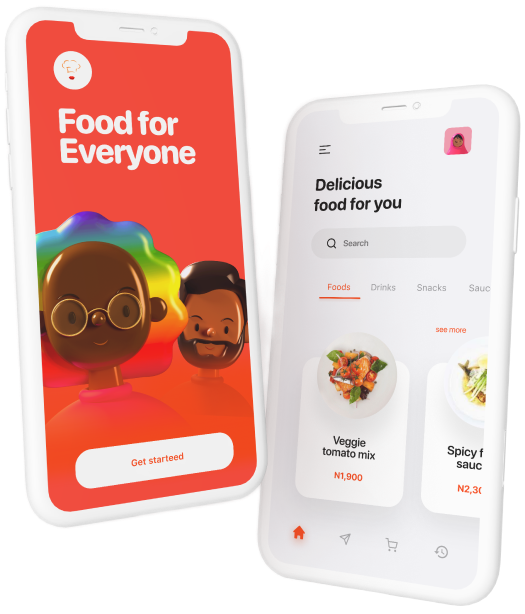 Food for
Everyone
Get starteed
Delicious
food for you
Search
Foods Drinks Snacks Sauc
see more
Veggie
tomato mix
N1,900
Spicy f
sauc
N2,30